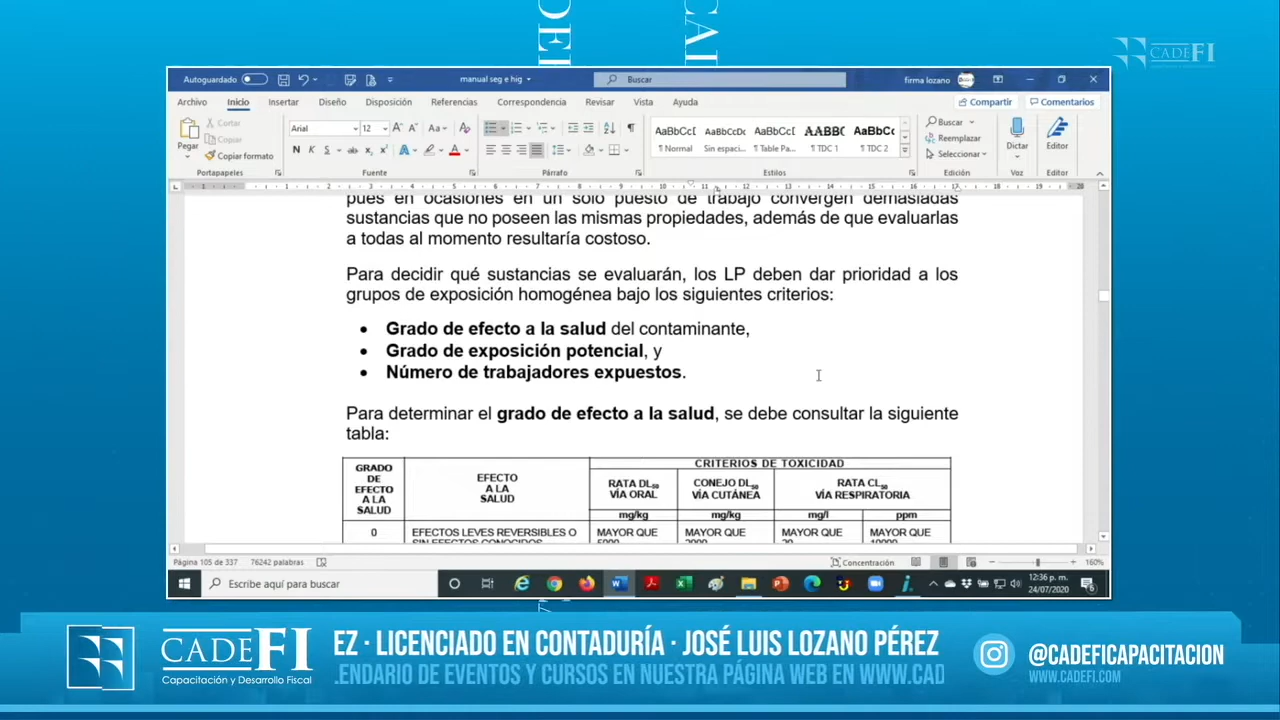 CADEFI
Autoguardado
manual seg e hig
Buscar
firma lozano
Archivo Inicio Insertar Diseño Disposición Referencias Correspondencia Revisar Vista Ayuda Compartir Comentarios
Pegar
Cortar
Copiar
Copiar formato
Portapapeles
Arial 12
N K S
Fuente
Párrafo
AaBbCcD AaBbCcDc AaBbCcD AABBC AaBbCc
¶ Normal Sin espaci... ¶ Table Pa... ¶ TDC 1 ¶ TDC 2
Estilos
Buscar
Reemplazar
Seleccionar
Edición
Dictar
Voz
Editor
Editor
pues en ocasiones en un solo puesto de trabajo convergen demasiadas
sustancias que no poseen las mismas propiedades, además de que evaluarlas
a todas al momento resultaría costoso.
Para decidir qué sustancias se evaluarán, los LP deben dar prioridad a los
grupos de exposición homogénea bajo los siguientes criterios:
• Grado de efecto a la salud del contaminante,
• Grado de exposición potencial, y
• Número de trabajadores expuestos.
Para determinar el grado de efecto a la salud, se debe consultar la siguiente
tabla:
GRADO DE EFECTO A LA SALUD
EFECTO A LA SALUD
CRITERIOS DE TOXICIDAD
RATA DL50 VÍA ORAL
CONEJO DL50 VÍA CUTÁNEA
RATA CL50 VÍA RESPIRATORIA
mg/kg mg/kg mg/l ppm
0 EFECTOS LEVES REVERSIBLES O MAYOR QUE MAYOR QUE MAYOR QUE MAYOR QUE
SIN EFECTOS CONOCIDOS 5000 2000 20 10000
Página 105 de 337 76242 palabras
Concentración
160%
Escribe aquí para buscar
12:36 p. m.
24/07/2020
CADEFI
Capacitación y Desarrollo Fiscal
EZ · LICENCIADO EN CONTADURÍA · JOSÉ LUIS LOZANO PÉREZ
LENDARIO DE EVENTOS Y CURSOS EN NUESTRA PÁGINA WEB EN WWW.CAD
@CADEFICAPACITACION
WWW.CADEFI.COM